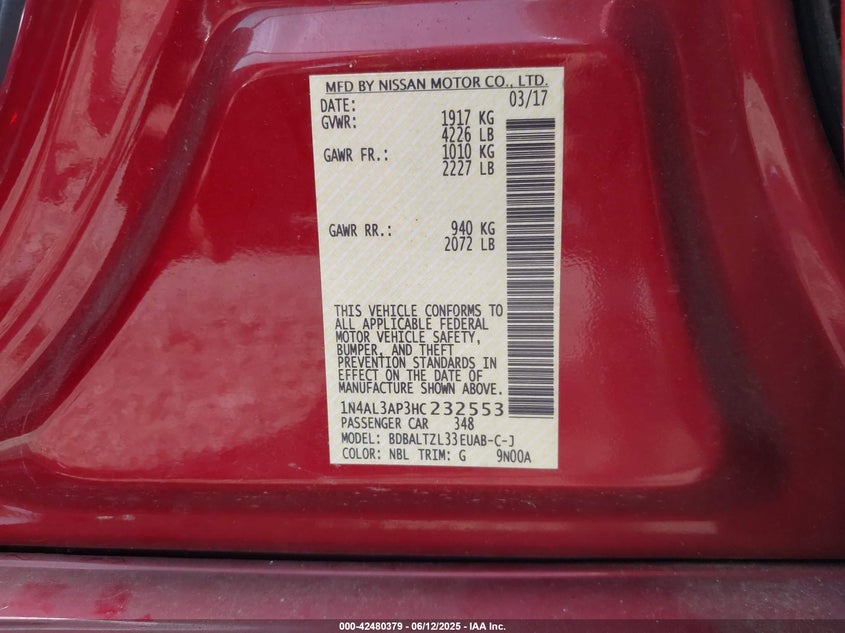 MFD BY NISSAN MOTOR CO., LTD.
DATE: 03/17
GVWR: 1917 KG
4226 LB
GAWR FR.: 1010 KG
2227 LB
GAWR RR.: 940 KG
2072 LB
THIS VEHICLE CONFORMS TO
ALL APPLICABLE FEDERAL
MOTOR VEHICLE SAFETY,
BUMPER, AND THEFT
PREVENTION STANDARDS IN
EFFECT ON THE DATE OF
MANUFACTURE SHOWN ABOVE.
1N4AL3AP3HC232553
PASSENGER CAR 348
MODEL: BDBALTZL33EUAB-C-J
COLOR: NBL TRIM: G 9N00A
000-42480379 - 06/12/2025 - IAA Inc.